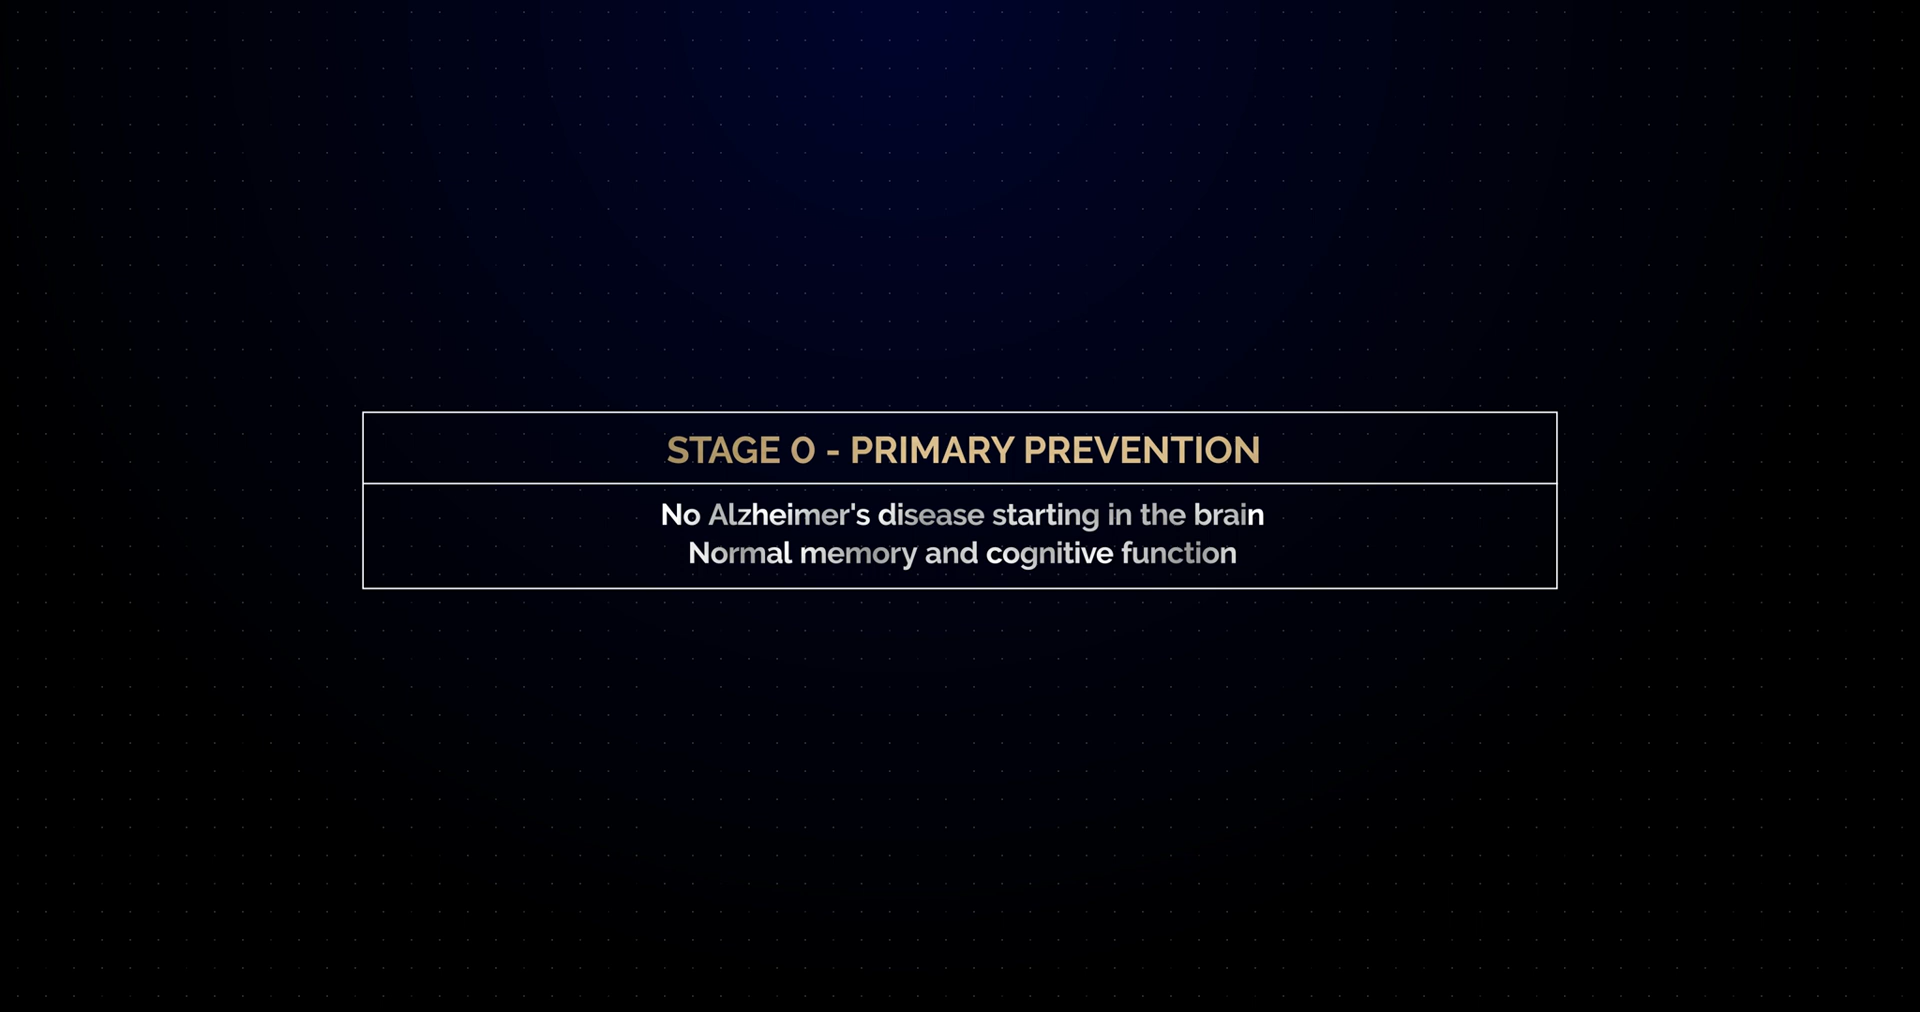 STAGE 0 - PRIMARY PREVENTION
No Alzheimer's disease starting in the brain
Normal memory and cognitive function